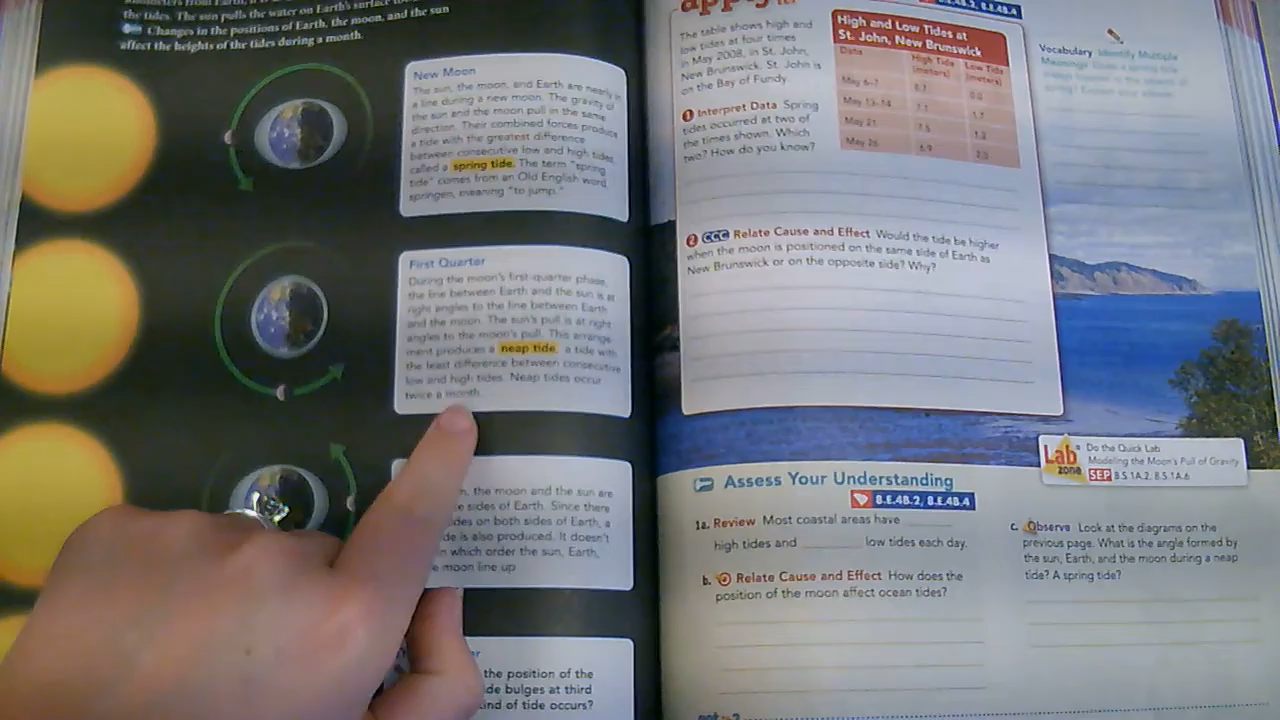 the tides. The sun pulls the water on Earth's surface
Changes in the positions of Earth, the moon, and the sun
affect the heights of the tides during a month.
New Moon
The sun, the moon, and Earth are nearly in
a line during a new moon. The gravity of
the sun and the moon pull in the same
direction. Their combined forces produce
a tide with the greatest difference
between consecutive low and high tides,
called a spring tide. The term "spring
tide" comes from an Old English word,
springen, meaning "to jump."
First Quarter
During the moon's first-quarter phase,
the line between Earth and the sun is at
right angles to the line between Earth
and the moon. The sun's pull is at right
angles to the moon's pull. This arrange-
ment produces a neap tide, a tide with
the least difference between consecutive
low and high tides. Neap tides occur
twice a month.
, the moon and the sun are
sides of Earth. Since there
on both sides of Earth, a
is also produced. It doesn't
which order the sun, Earth,
moon line up
the position of the
bulges at third
of tide occurs?
apply
8.E.4B.2, 8.E.4B.4
The table shows high and
low tides at four times
in May 2008, in St. John,
New Brunswick. St. John is
on the Bay of Fundy.
High and Low Tides at
St. John, New Brunswick
Date High Tide (meters) Low Tide (meters)
May 6–7
May 13–14 7.1 1.7
May 21 7.5 1.3
May 26 6.9
1 Interpret Data Spring
tides occurred at two of
the times shown. Which
two? How do you know?
2 CCC Relate Cause and Effect Would the tide be higher
when the moon is positioned on the same side of Earth as
New Brunswick or on the opposite side? Why?
Vocabulary Identify Multiple
Meanings
Lab zone
Do the Quick Lab
Modeling the Moon's Pull of Gravity
SEP 8.S.1A.2, 8.S.1A.6
Assess Your Understanding
8.E.4B.2, 8.E.4B.4
1a. Review Most coastal areas have
high tides and low tides each day.
b. Relate Cause and Effect How does the
position of the moon affect ocean tides?
c. Observe Look at the diagrams on the
previous page. What is the angle formed by
the sun, Earth, and the moon during a neap
tide? A spring tide?